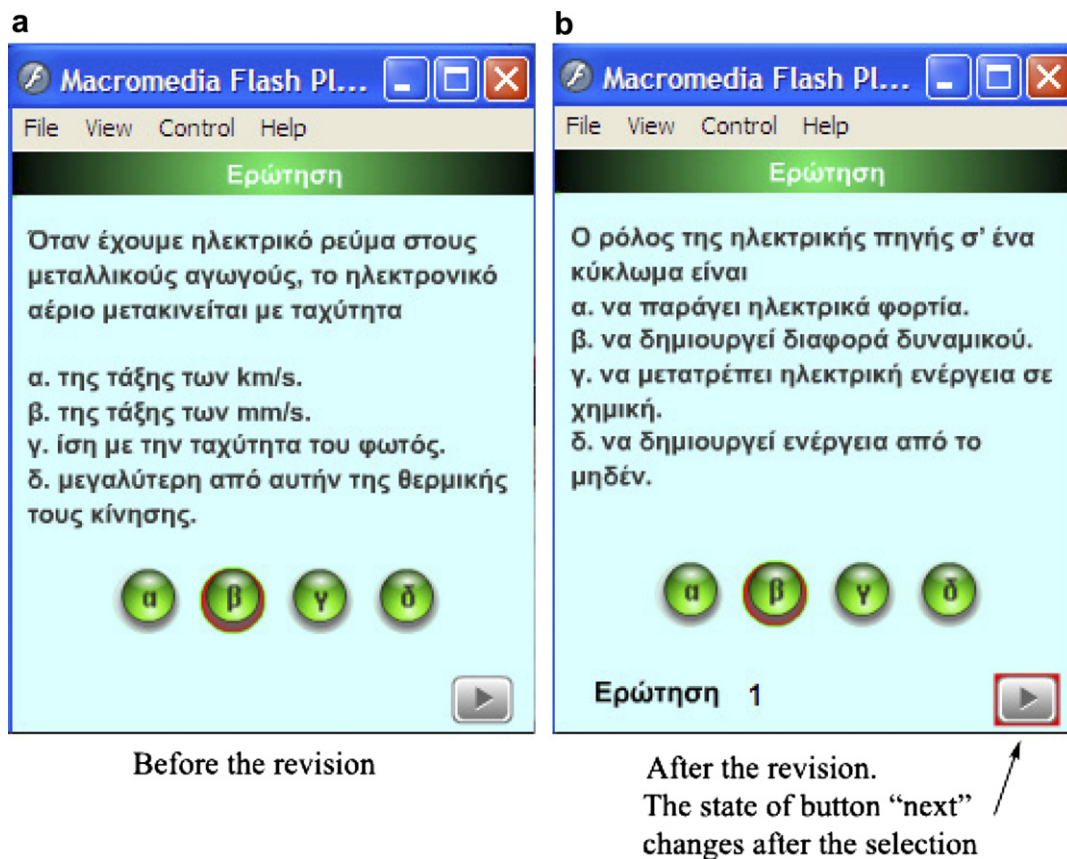 a
Macromedia Flash Pl...
File View Control Help
Ερώτηση
Όταν έχουμε ηλεκτρικό ρεύμα στους
μεταλλικούς αγωγούς, το ηλεκτρονικό
αέριο μετακινείται με ταχύτητα
α. της τάξης των km/s.
β. της τάξης των mm/s.
γ. ίση με την ταχύτητα του φωτός.
δ. μεγαλύτερη από αυτήν της θερμικής
τους κίνησης.
α β γ δ
Before the revision
b
Macromedia Flash Pl...
File View Control Help
Ερώτηση
Ο ρόλος της ηλεκτρικής πηγής σ' ένα
κύκλωμα είναι
α. να παράγει ηλεκτρικά φορτία.
β. να δημιουργεί διαφορά δυναμικού.
γ. να μετατρέπει ηλεκτρική ενέργεια σε
χημική.
δ. να δημιουργεί ενέργεια από το
μηδέν.
α β γ δ
Ερώτηση 1
After the revision.
The state of button “next”
changes after the selection